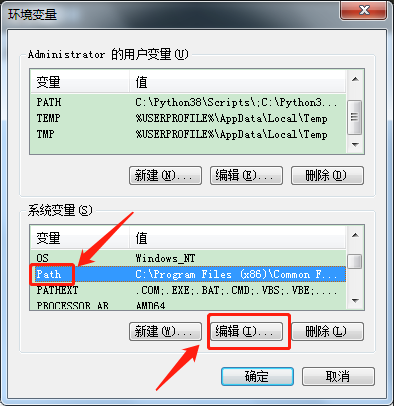 环境变量
Administrator 的用户变量(U)
变量 值
PATH C:\Python38\Scripts\;C:\Python3...
TEMP %USERPROFILE%\AppData\Local\Temp
TMP %USERPROFILE%\AppData\Local\Temp
新建(N)... 编辑(E)... 删除(D)
系统变量(S)
变量 值
OS Windows_NT
Path C:\Program Files (x86)\Common F...
PATHEXT .COM;.EXE;.BAT;.CMD;.VBS;.VBE;...
PROCESSOR_AR... AMD64
新建(W)... 编辑(I)... 删除(L)
确定 取消